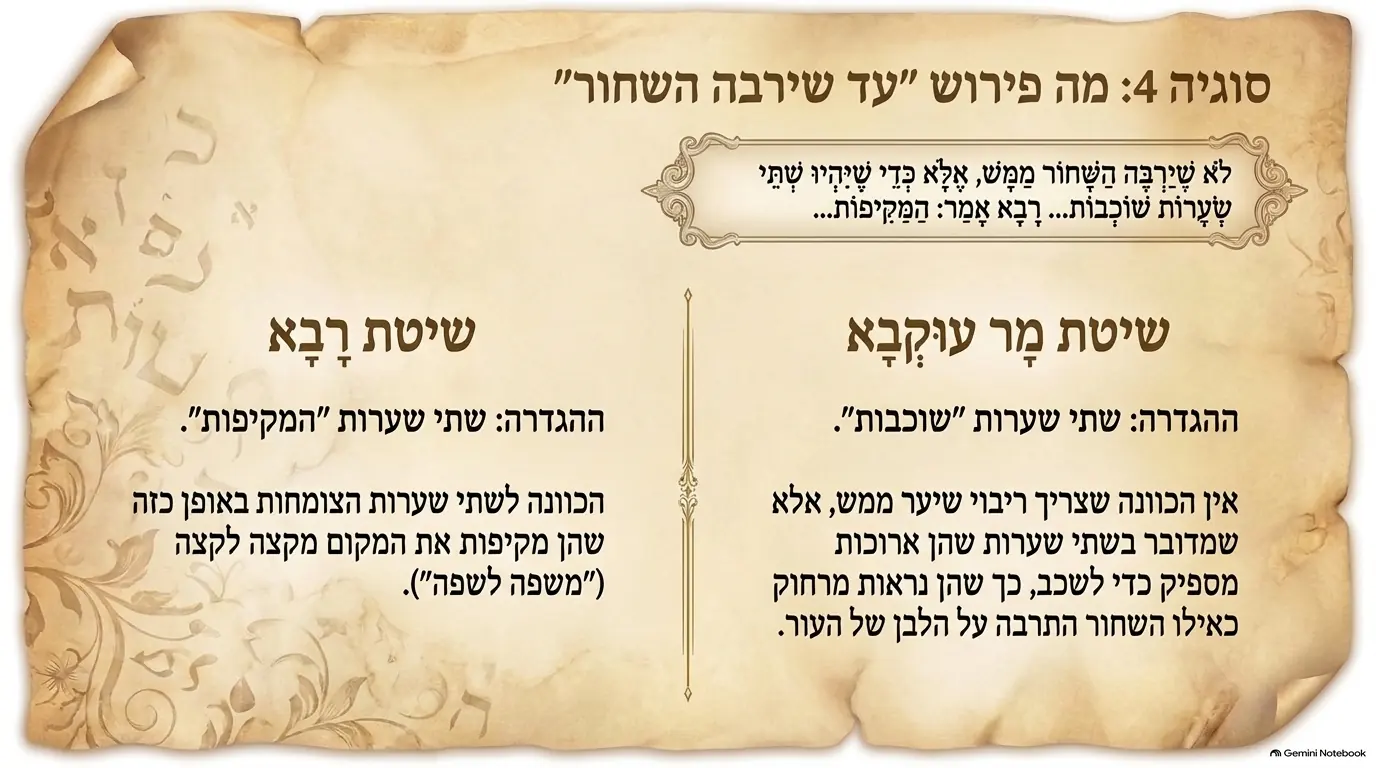 סוגיה 4: מה פירוש "עד שירבה השחור"
לֹא שֶׁיַּרְבֶּה הַשָּׁחוֹר מַמָּשׁ, אֶלָּא כְּדֵי שֶׁיִּהְיוּ שְׁתֵּי
שְׂעָרוֹת שׁוֹכְבוֹת... רָבָא אָמַר: הַמַּקִּיפוֹת...
שיטת מָר עוּקְבָא
ההגדרה: שתי שערות "שוכבות".
אין הכוונה שצריך ריבוי שיער ממש, אלא
שמדובר בשתי שערות שהן ארוכות
מספיק כדי לשכב, כך שהן נראות מרחוק
כאילו השחור התרבה על הלבן של העור.
שיטת רָבָא
ההגדרה: שתי שערות "המקיפות".
הכוונה לשתי שערות הצומחות באופן כזה
שהן מקיפות את המקום מקצה לקצה
("משפה לשפה").
Gemini Notebook